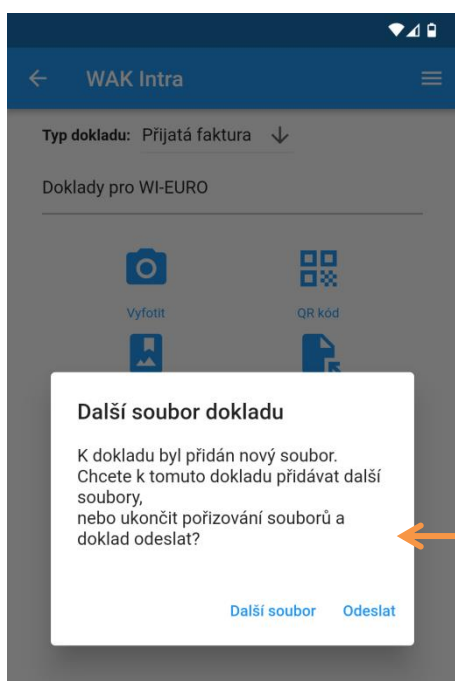 WAK Intra
Typ dokladu: Přijatá faktura
Doklady pro WI-EURO
Vyfotit
QR kód
Další soubor dokladu
K dokladu byl přidán nový soubor.
Chcete k tomuto dokladu přidávat další
soubory,
nebo ukončit pořizování souborů a
doklad odeslat?
Další soubor
Odeslat